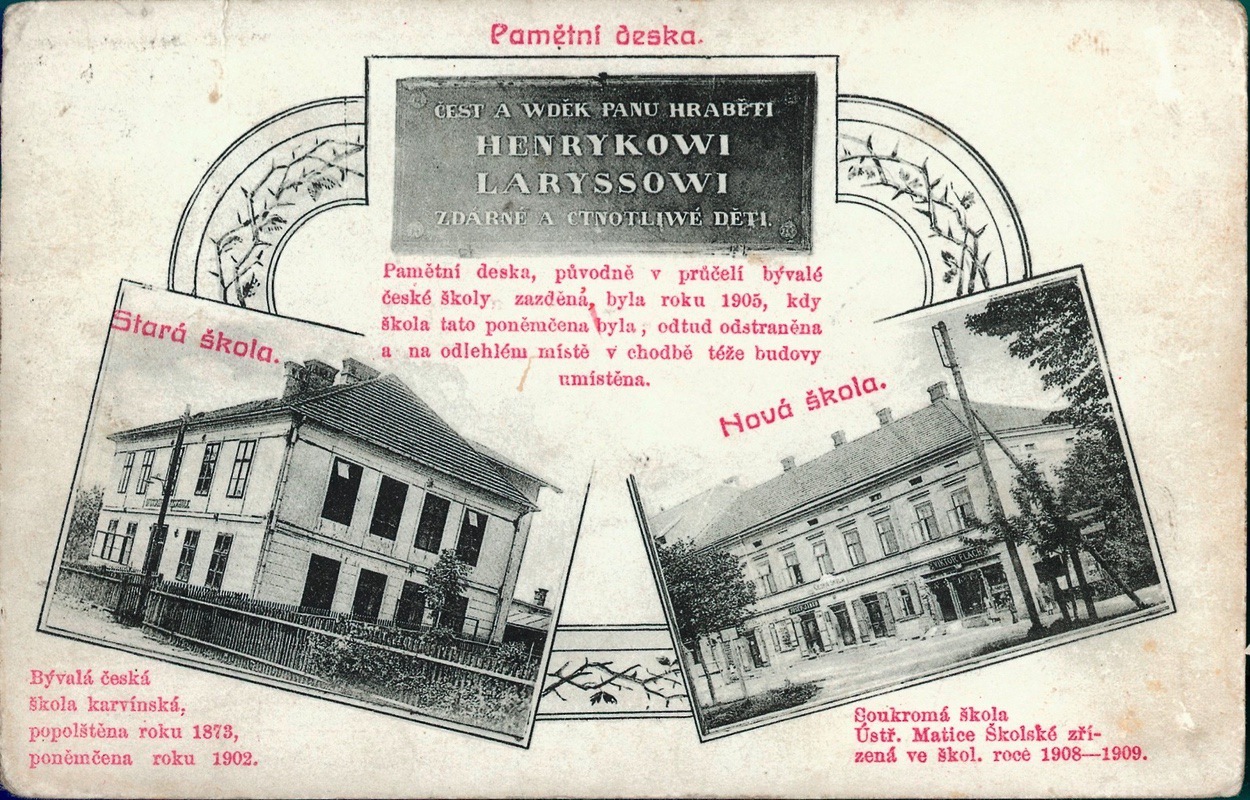 Pamětní deska.
ČEST A WDĚK PANU HRABĚTI
HENRYKOWI
LARYSSOWI
ZDÁRNÉ A CTNOTLIWÉ DĚTI.
Pamětní deska, původně v průčelí bývalé
české školy zazděná, byla roku 1905, kdy
škola tato poněmčena byla, odtud odstraněna
a na odlehlém místě v chodbě téže budovy
umístěna.
Stará škola.
Nová škola.
Bývalá česká
škola karvínská,
popolštěna roku 1873,
poněmčena roku 1902.
Soukromá škola
Ústř. Matice Školské zří-
zená ve škol. roce 1908—1909.